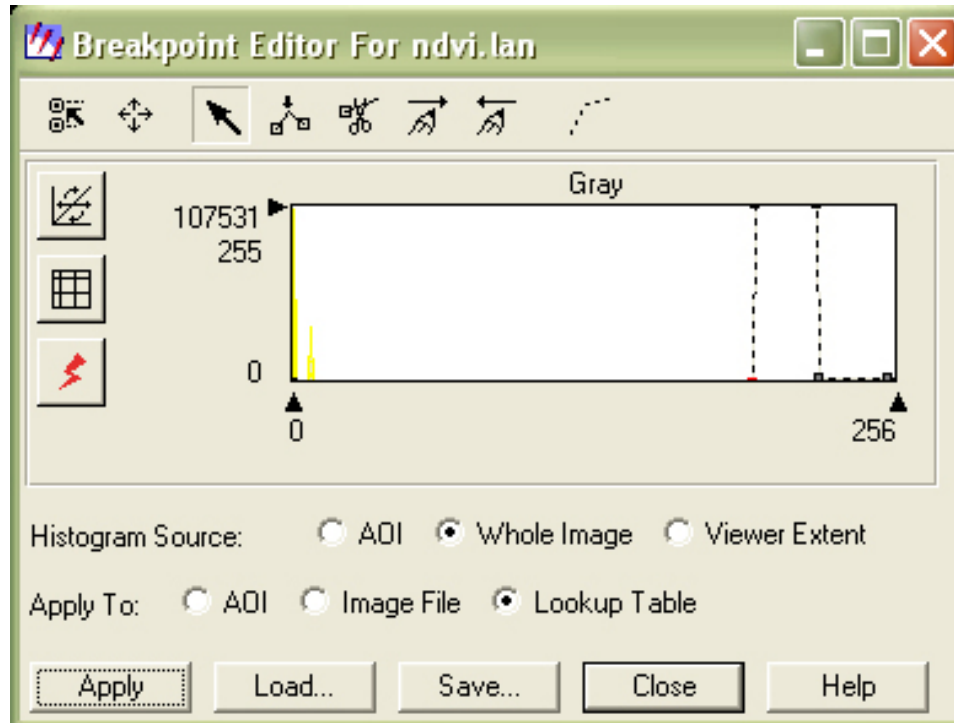 Breakpoint Editor For ndvi.lan
Gray
107531
255
0
0 256
Histogram Source: AOI Whole Image Viewer Extent
Apply To: AOI Image File Lookup Table
Apply Load... Save... Close Help